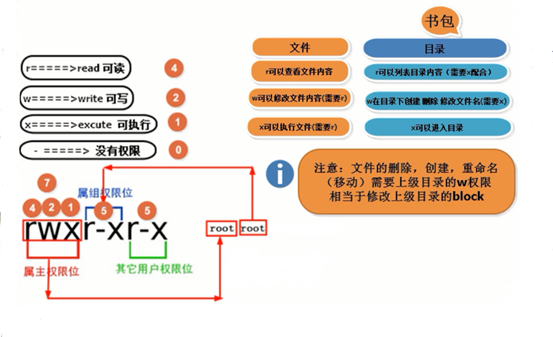 书包
文件
目录
r=====>read 可读
4
r可以查看文件内容
r可以列表目录内容（需要x配合）
w=====>write 可写
2
w可以修改文件内容(需要r)
w在目录下创建 删除 修改文件名(需要x)
x=====>excute 可执行
1
x可以执行文件(需要r)
x可以进入目录
- =====> 没有权限
0
注意：文件的删除，创建，重命名
（移动）需要上级目录的w权限
相当于修改上级目录的block
7
属组权限位
4 2 1
5
5
rwxr-xr-x
root
root
属主权限位
其它用户权限位